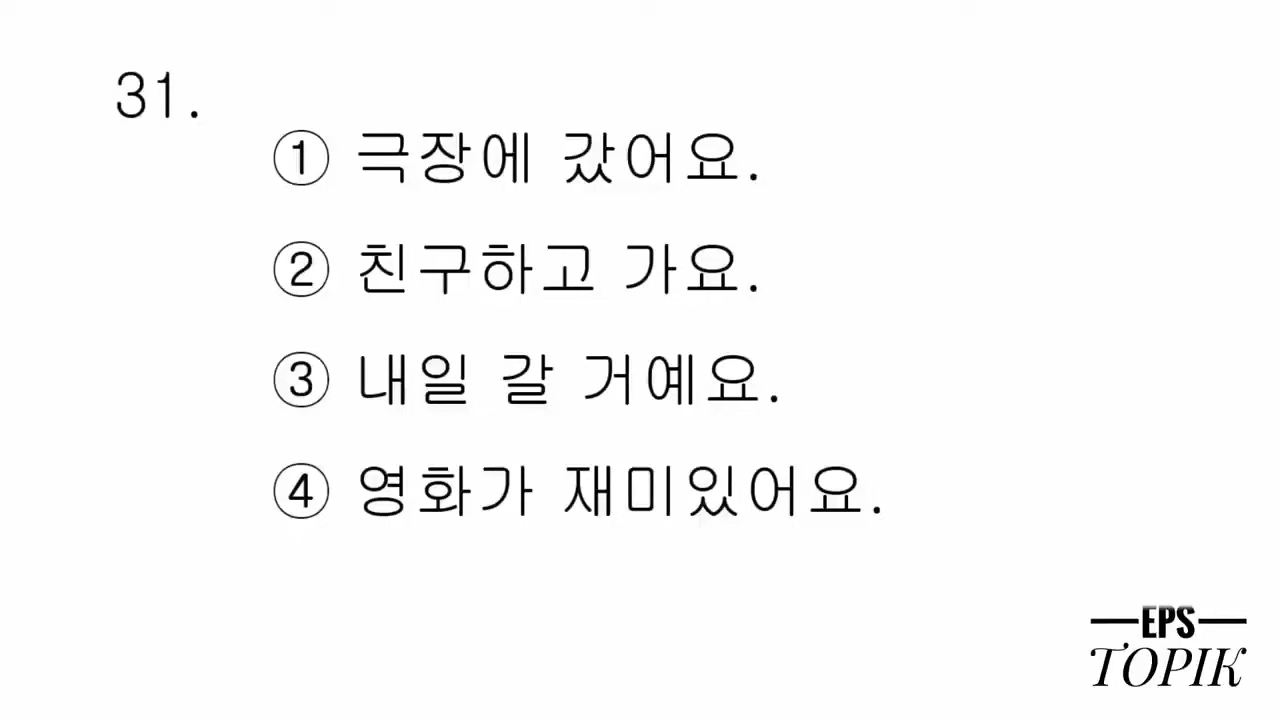 31.
① 극장에 갔어요.
② 친구하고 가요.
③ 내일 갈 거예요.
④ 영화가 재미있어요.
EPS
TOPIK